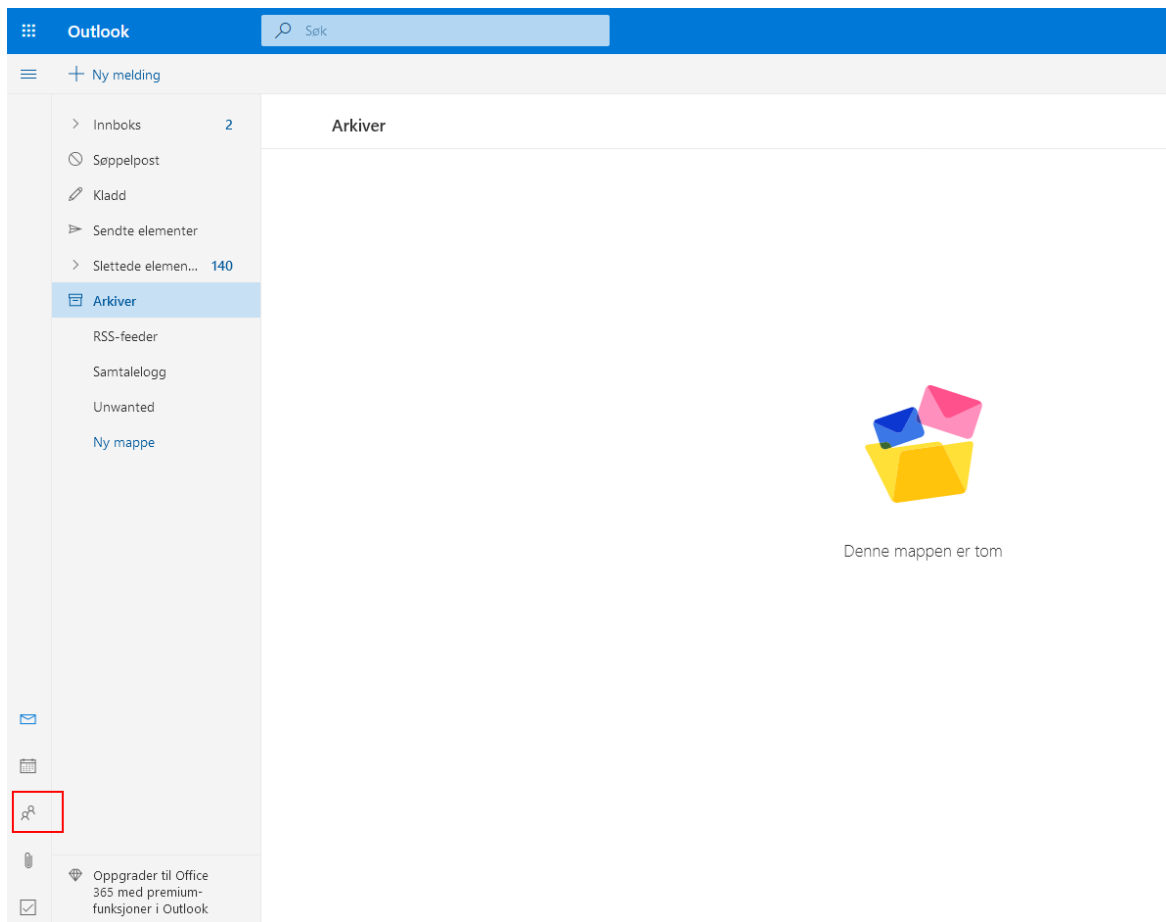 Outlook
Søk
Ny melding
Innboks 2
Søppelpost
Kladd
Sendte elementer
Slettede elemen... 140
Arkiver
RSS-feeder
Samtalelogg
Unwanted
Ny mappe
Oppgrader til Office
365 med premium-
funksjoner i Outlook
Arkiver
Denne mappen er tom